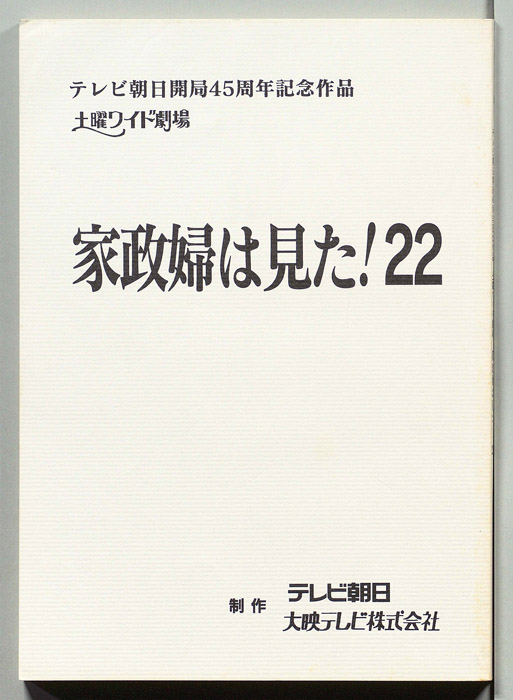 テレビ朝日開局45周年記念作品
土曜ワイド劇場
家政婦は見た!22
制作 テレビ朝日
大映テレビ株式会社